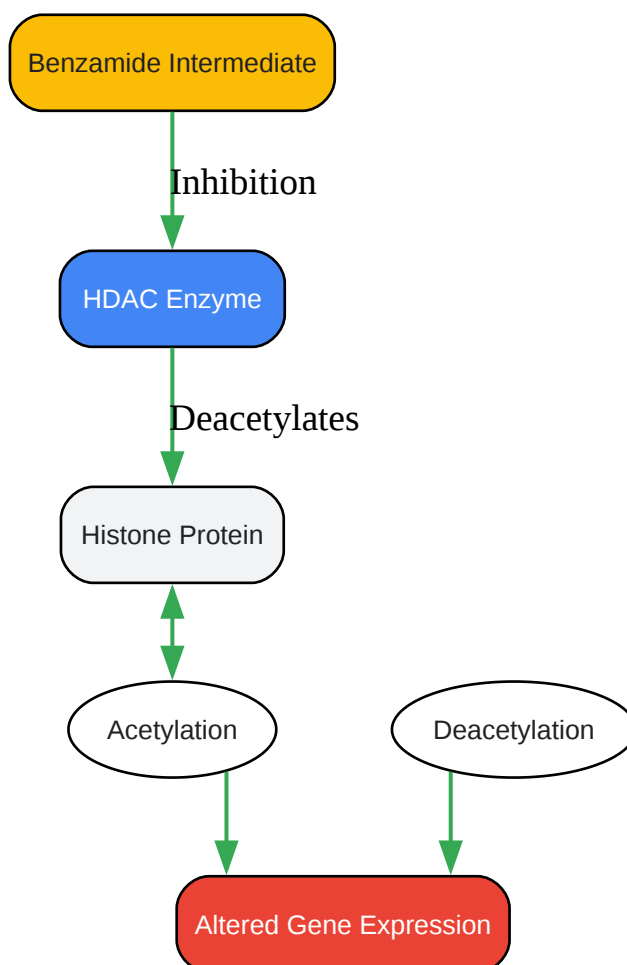 Benzamide Intermediate
Inhibition
HDAC Enzyme
Deacetylates
Histone Protein
Acetylation
Deacetylation
Altered Gene Expression